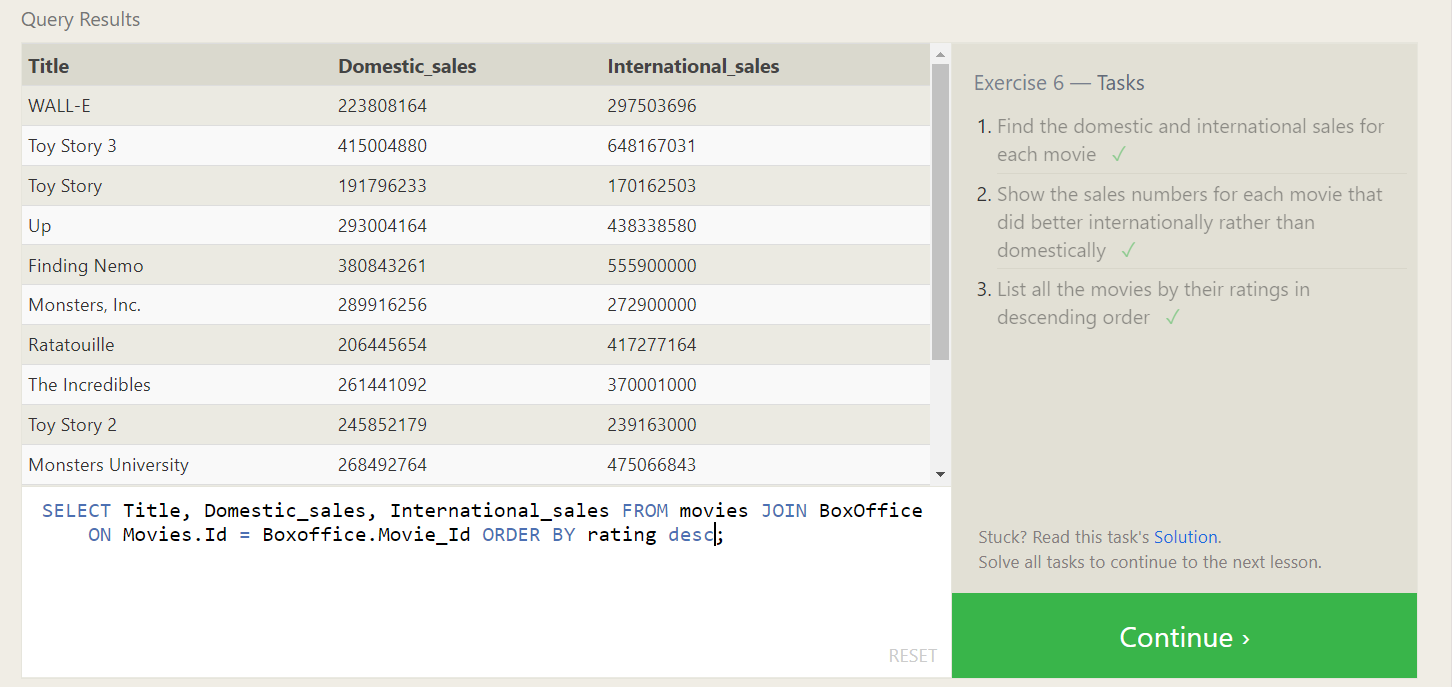 Query Results
Title Domestic_sales International_sales
WALL-E 223808164 297503696
Toy Story 3 415004880 648167031
Toy Story 191796233 170162503
Up 293004164 438338580
Finding Nemo 380843261 555900000
Monsters, Inc. 289916256 272900000
Ratatouille 206445654 417277164
The Incredibles 261441092 370001000
Toy Story 2 245852179 239163000
Monsters University 268492764 475066843
SELECT Title, Domestic_sales, International_sales FROM movies JOIN BoxOffice
ON Movies.Id = Boxoffice.Movie_Id ORDER BY rating desc;
RESET
Exercise 6 — Tasks
1. Find the domestic and international sales for
each movie ✓
2. Show the sales numbers for each movie that
did better internationally rather than
domestically ✓
3. List all the movies by their ratings in
descending order ✓
Stuck? Read this task's Solution.
Solve all tasks to continue to the next lesson.
Continue ›